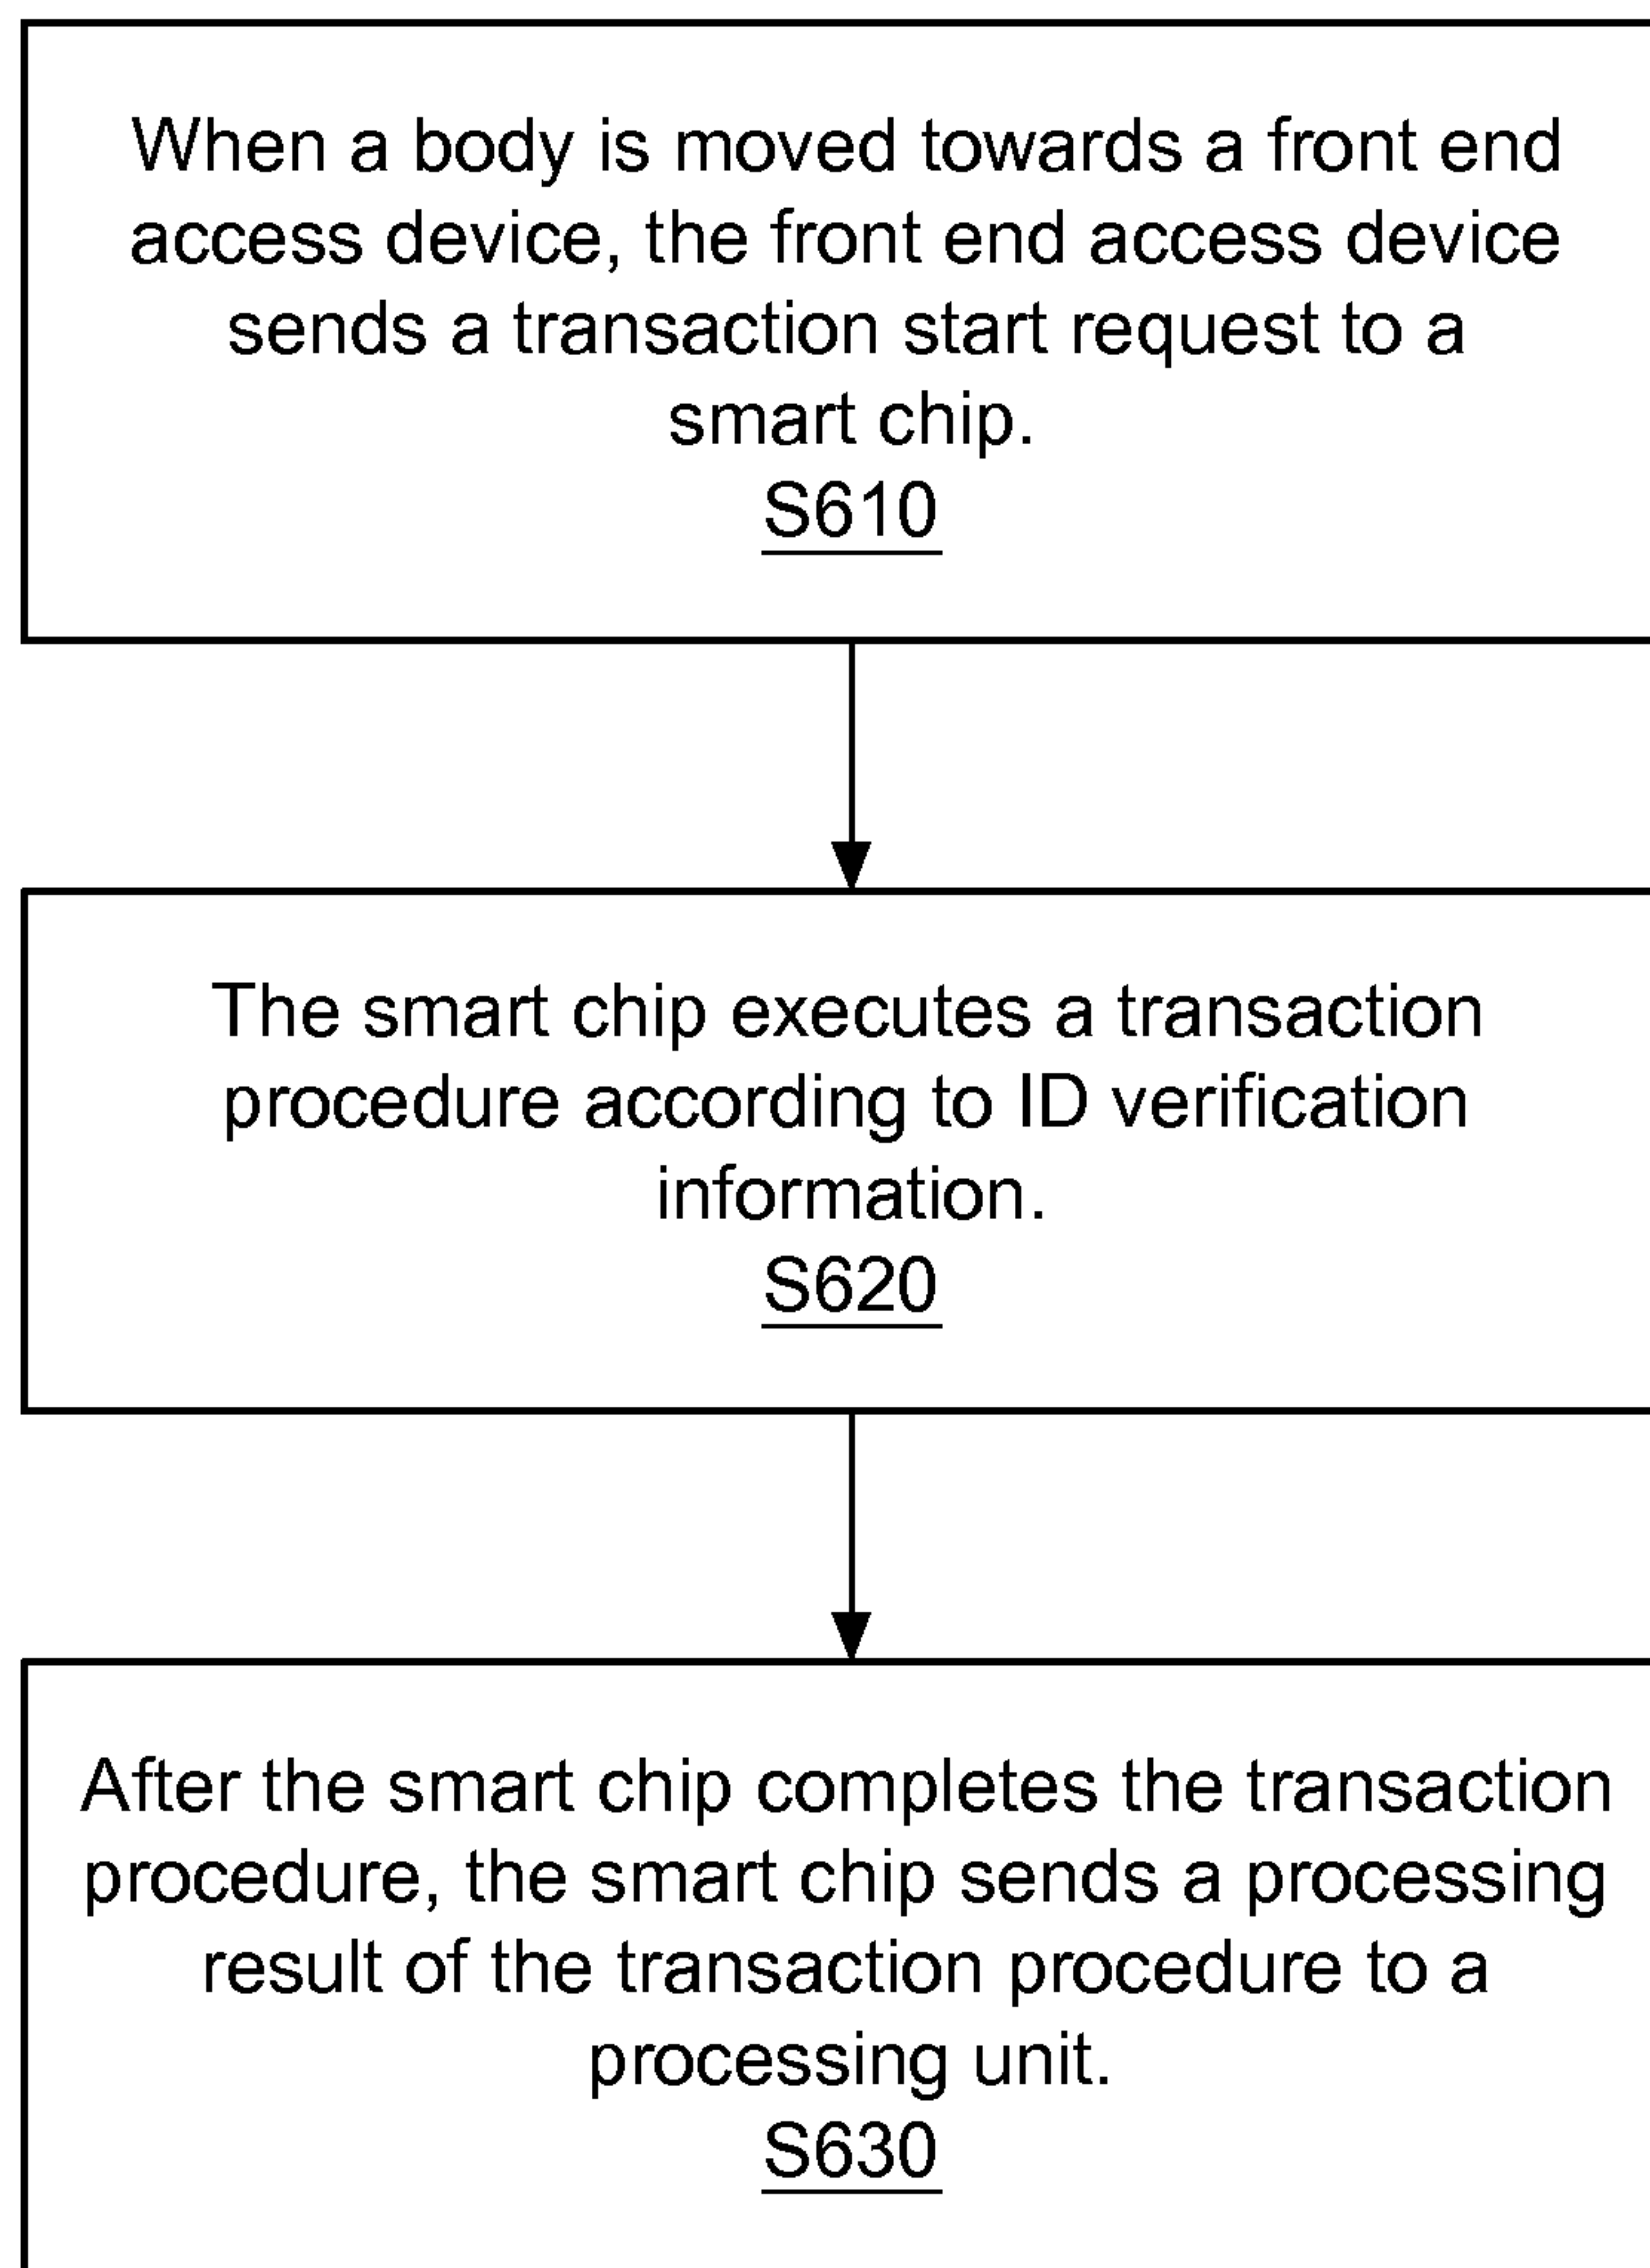 When a body is moved towards a front end
access device, the front end access device
sends a transaction start request to a
smart chip.
S610
The smart chip executes a transaction
procedure according to ID verification
information.
S620
After the smart chip completes the transaction
procedure, the smart chip sends a processing
result of the transaction procedure to a
processing unit.
S630